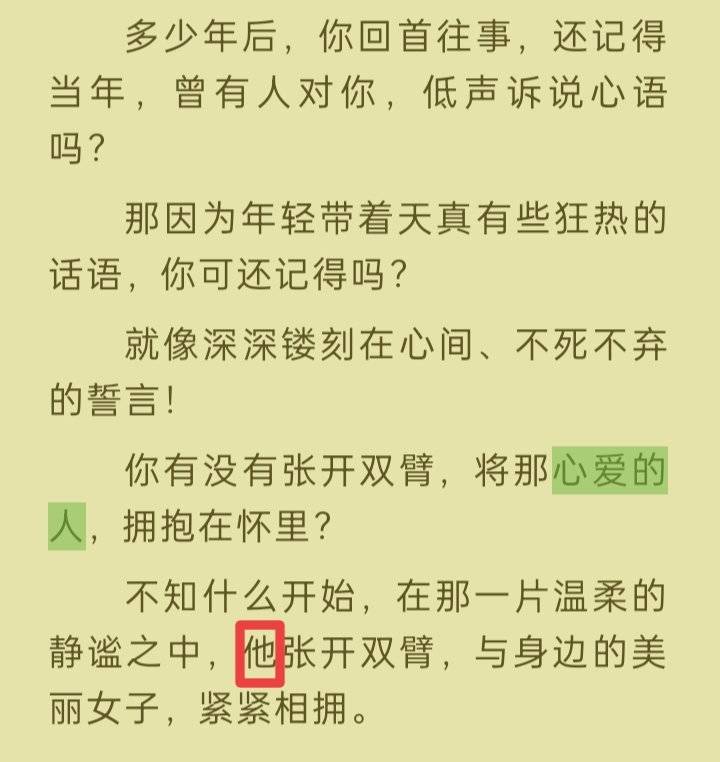 多少年后，你回首往事，还记得
当年，曾有人对你，低声诉说心语
吗？
那因为年轻带着天真有些狂热的
话语，你可还记得吗？
就像深深镂刻在心间、不死不弃
的誓言！
你有没有张开双臂，将那心爱的
人，拥抱在怀里？
不知什么开始，在那一片温柔的
静谧之中，他张开双臂，与身边的美
丽女子，紧紧相拥。